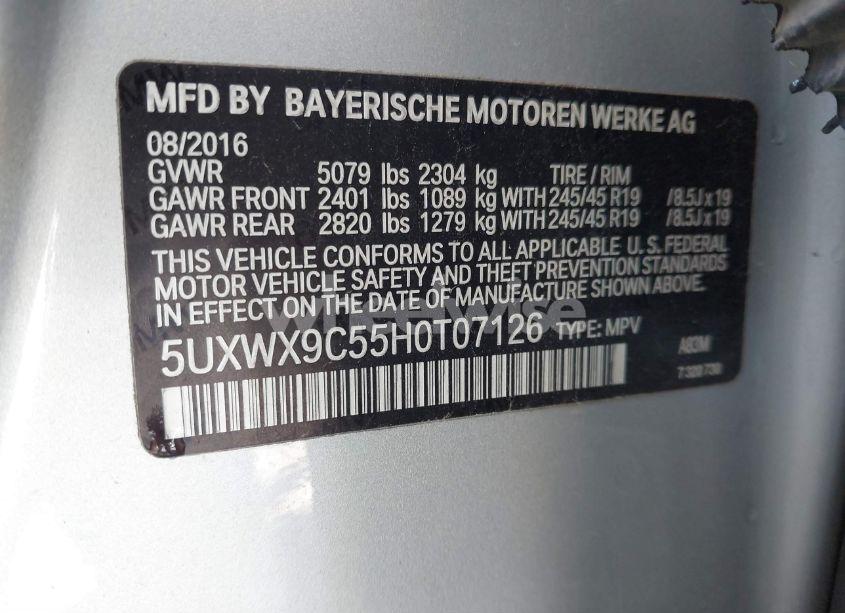 MFD BY BAYERISCHE MOTOREN WERKE AG
08/2016
GVWR 5079 lbs 2304 kg TIRE / RIM
GAWR FRONT 2401 lbs 1089 kg WITH 245/45 R19 /8.5J x 19
GAWR REAR 2820 lbs 1279 kg WITH 245/45 R19 /8.5J x 19
THIS VEHICLE CONFORMS TO ALL APPLICABLE U. S. FEDERAL
MOTOR VEHICLE SAFETY AND THEFT PREVENTION STANDARDS
IN EFFECT ON THE DATE OF MANUFACTURE SHOWN ABOVE.
5UXWX9C55H0T07126 TYPE: MPV A83M
7 320 730